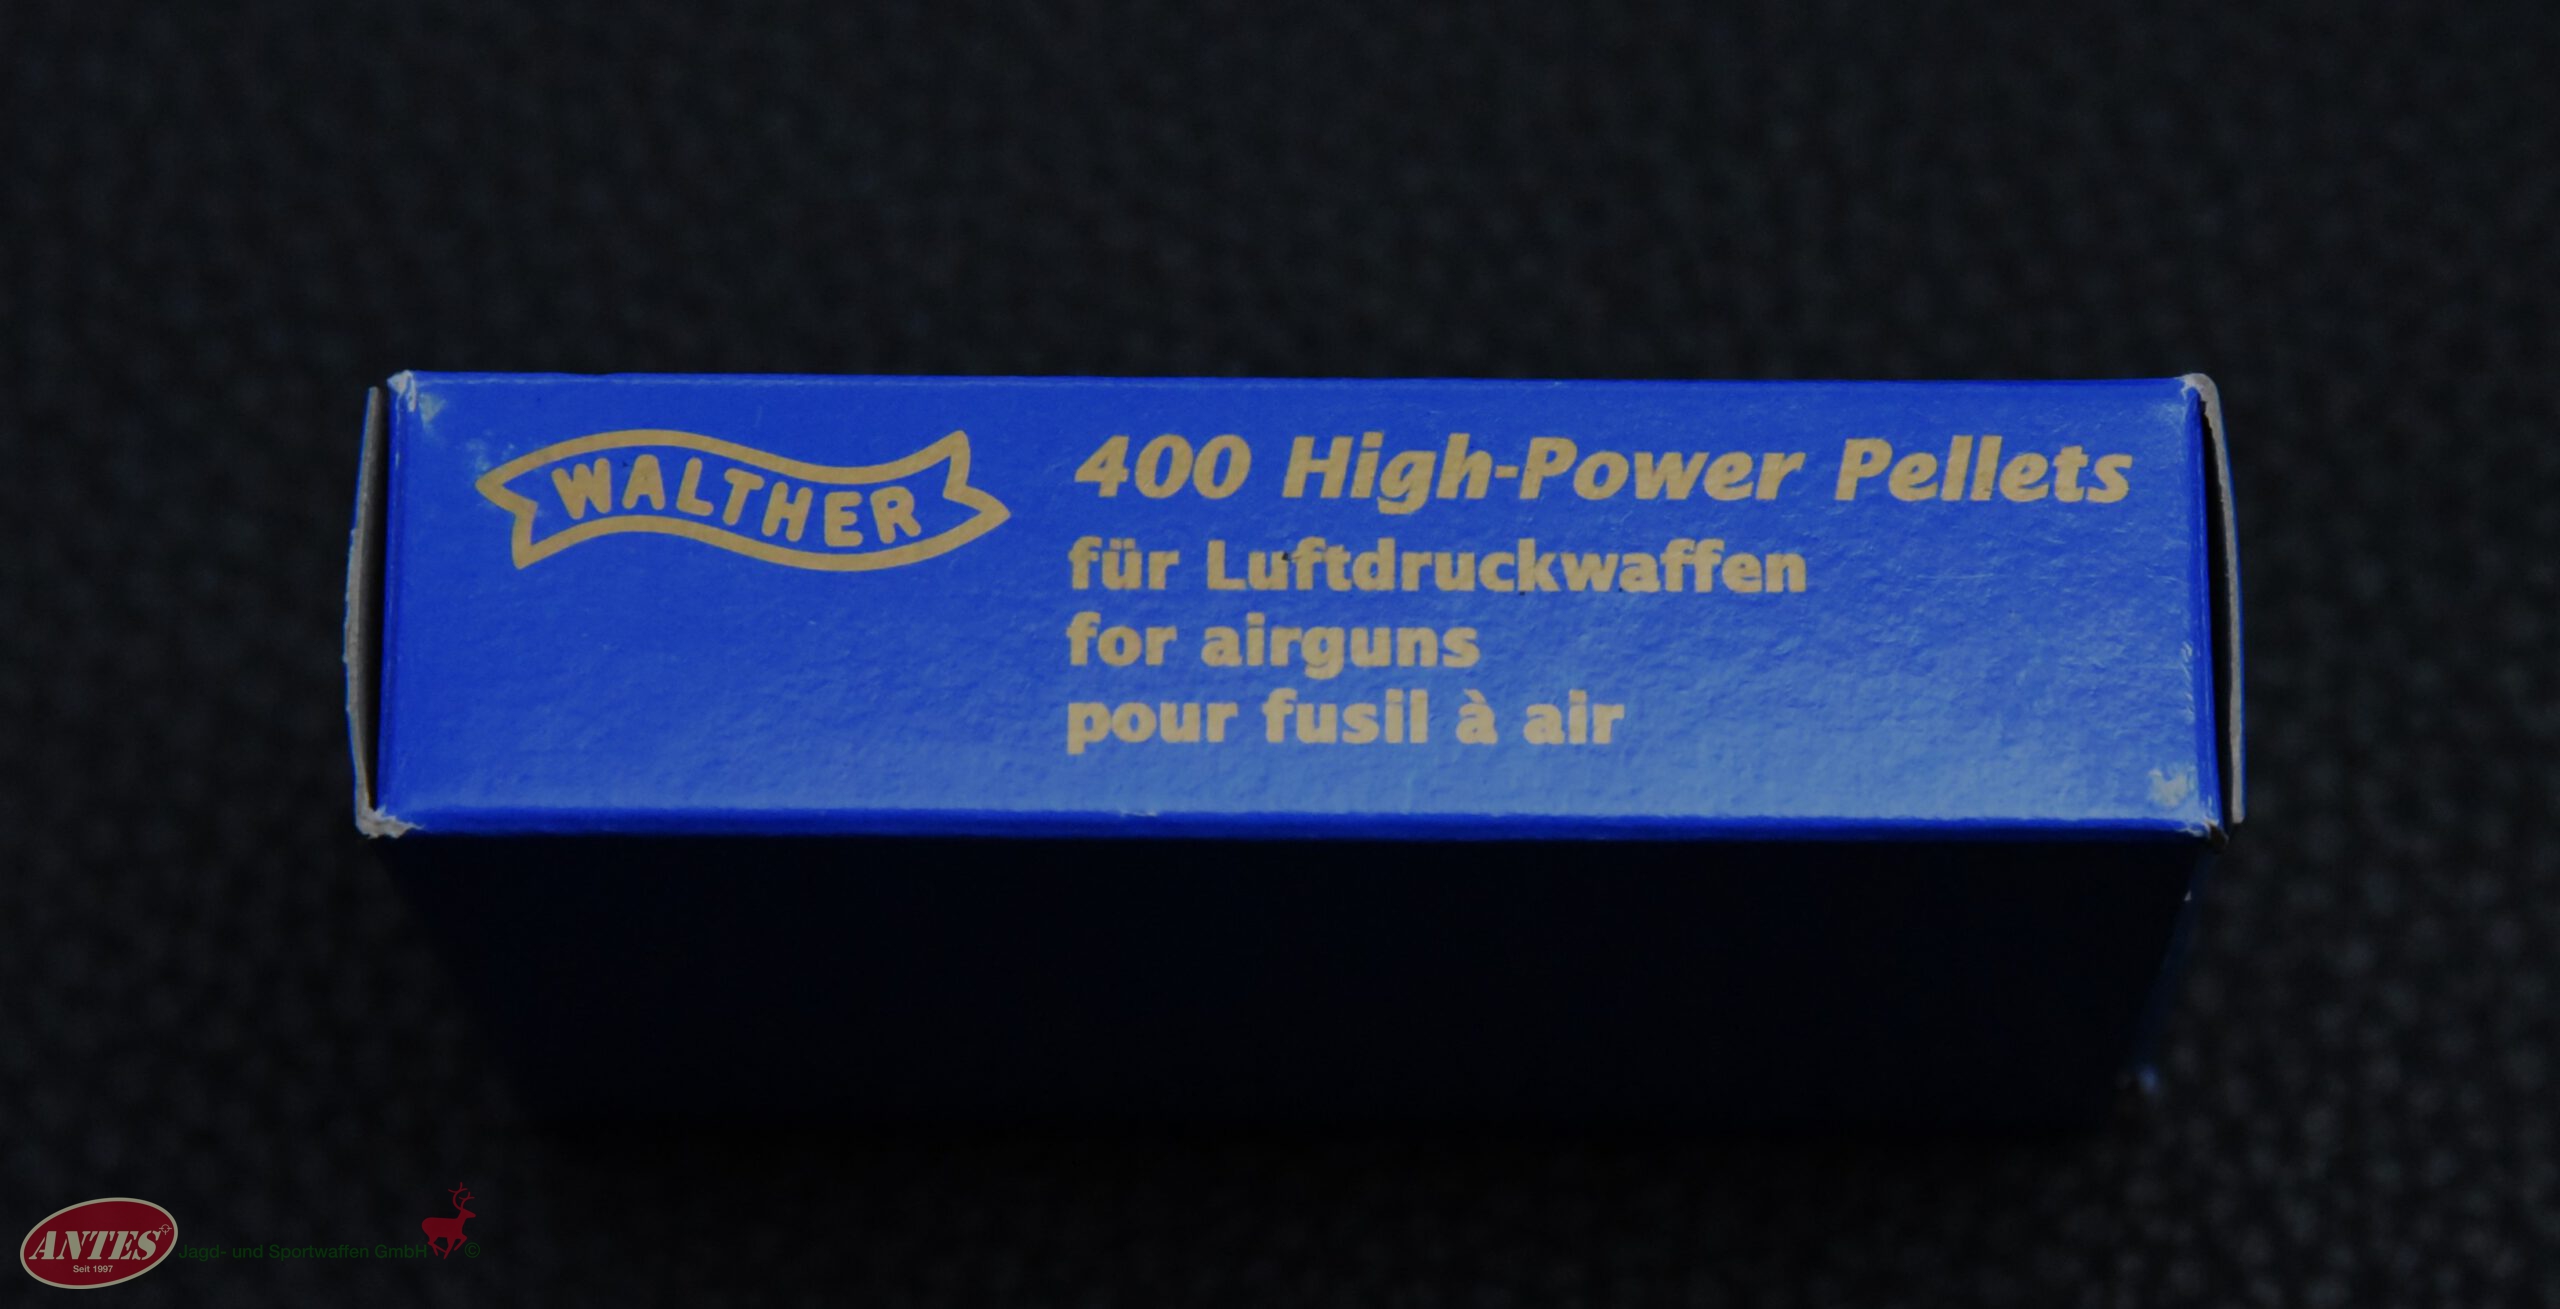 WALTHER
400 High-Power Pellets
für Luftdruckwaffen
for airguns
pour fusil à air
ANTES
Seit 1997
Jagd- und Sportwaffen GmbH ©